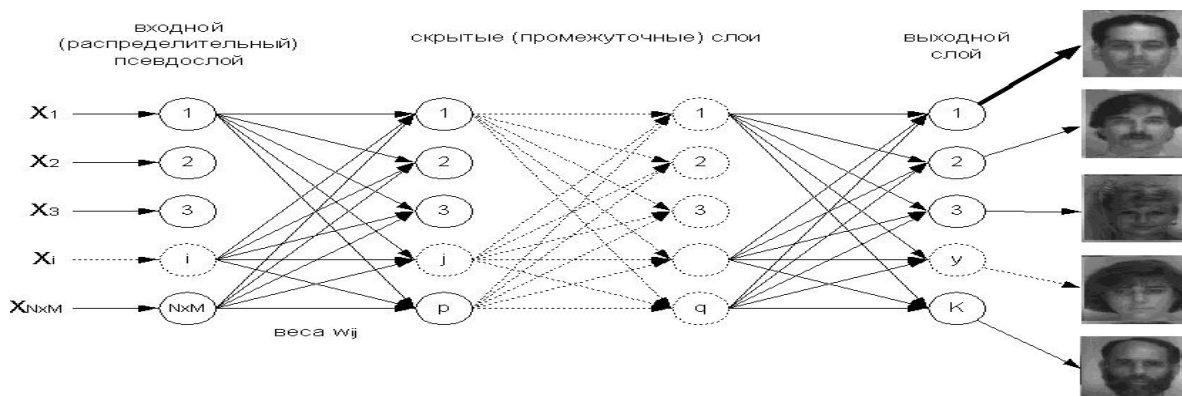 входной
(распределительный)
псевдослой
скрытые (промежуточные) слои
выходной
слой
X1 1 1 1 1
X2 2 2 2 2
X3 3 3 3 3
Xi i j y
XNxM NxM p q K
веса wij